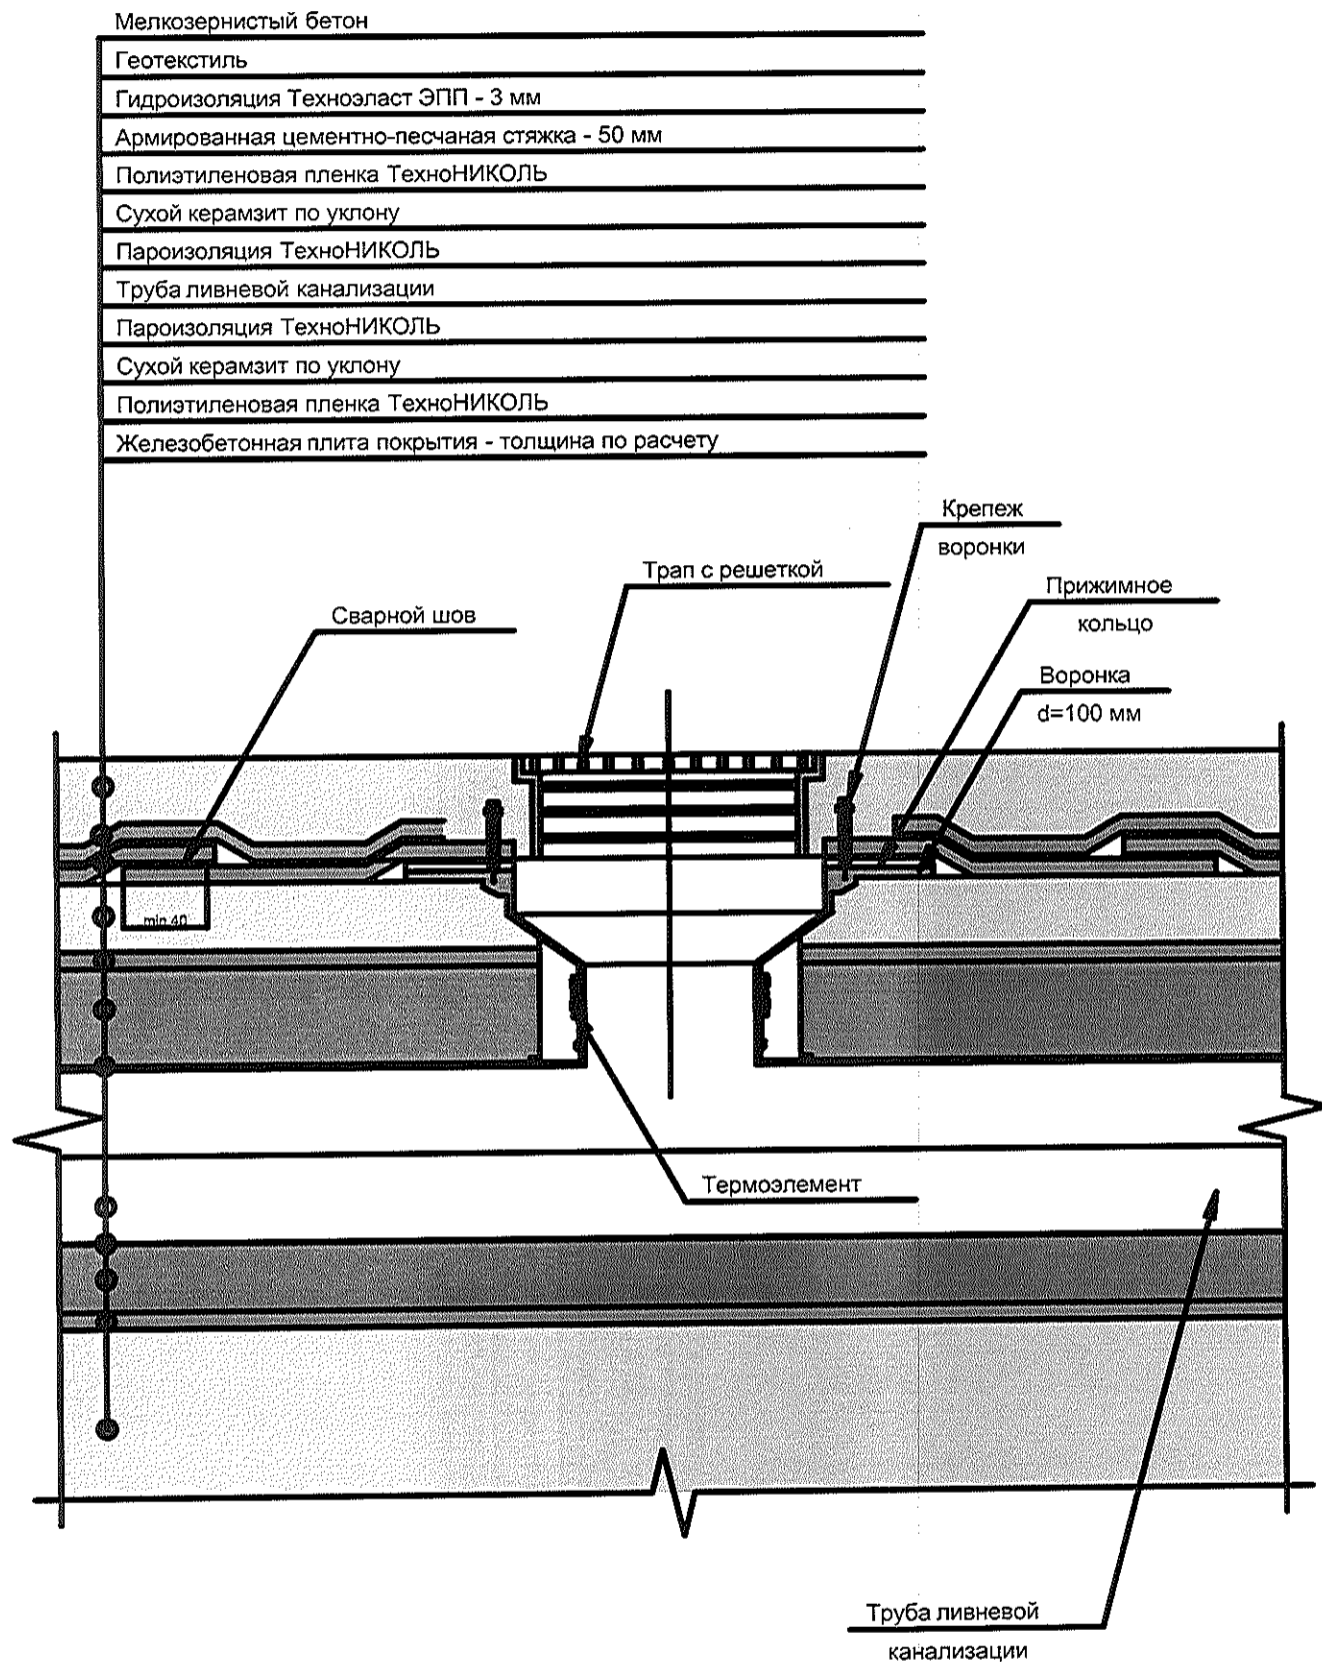 Мелкозернистый бетон
Геотекстиль
Гидроизоляция Техноэласт ЭПП - 3 мм
Армированная цементно-песчаная стяжка - 50 мм
Полиэтиленовая пленка ТехноНИКОЛЬ
Сухой керамзит по уклону
Пароизоляция ТехноНИКОЛЬ
Труба ливневой канализации
Пароизоляция ТехноНИКОЛЬ
Сухой керамзит по уклону
Полиэтиленовая пленка ТехноНИКОЛЬ
Железобетонная плита покрытия - толщина по расчету
Крепеж
воронки
Трап с решеткой
Прижимное
кольцо
Сварной шов
Воронка
d=100 мм
min 40
Термоэлемент
Труба ливневой
канализации